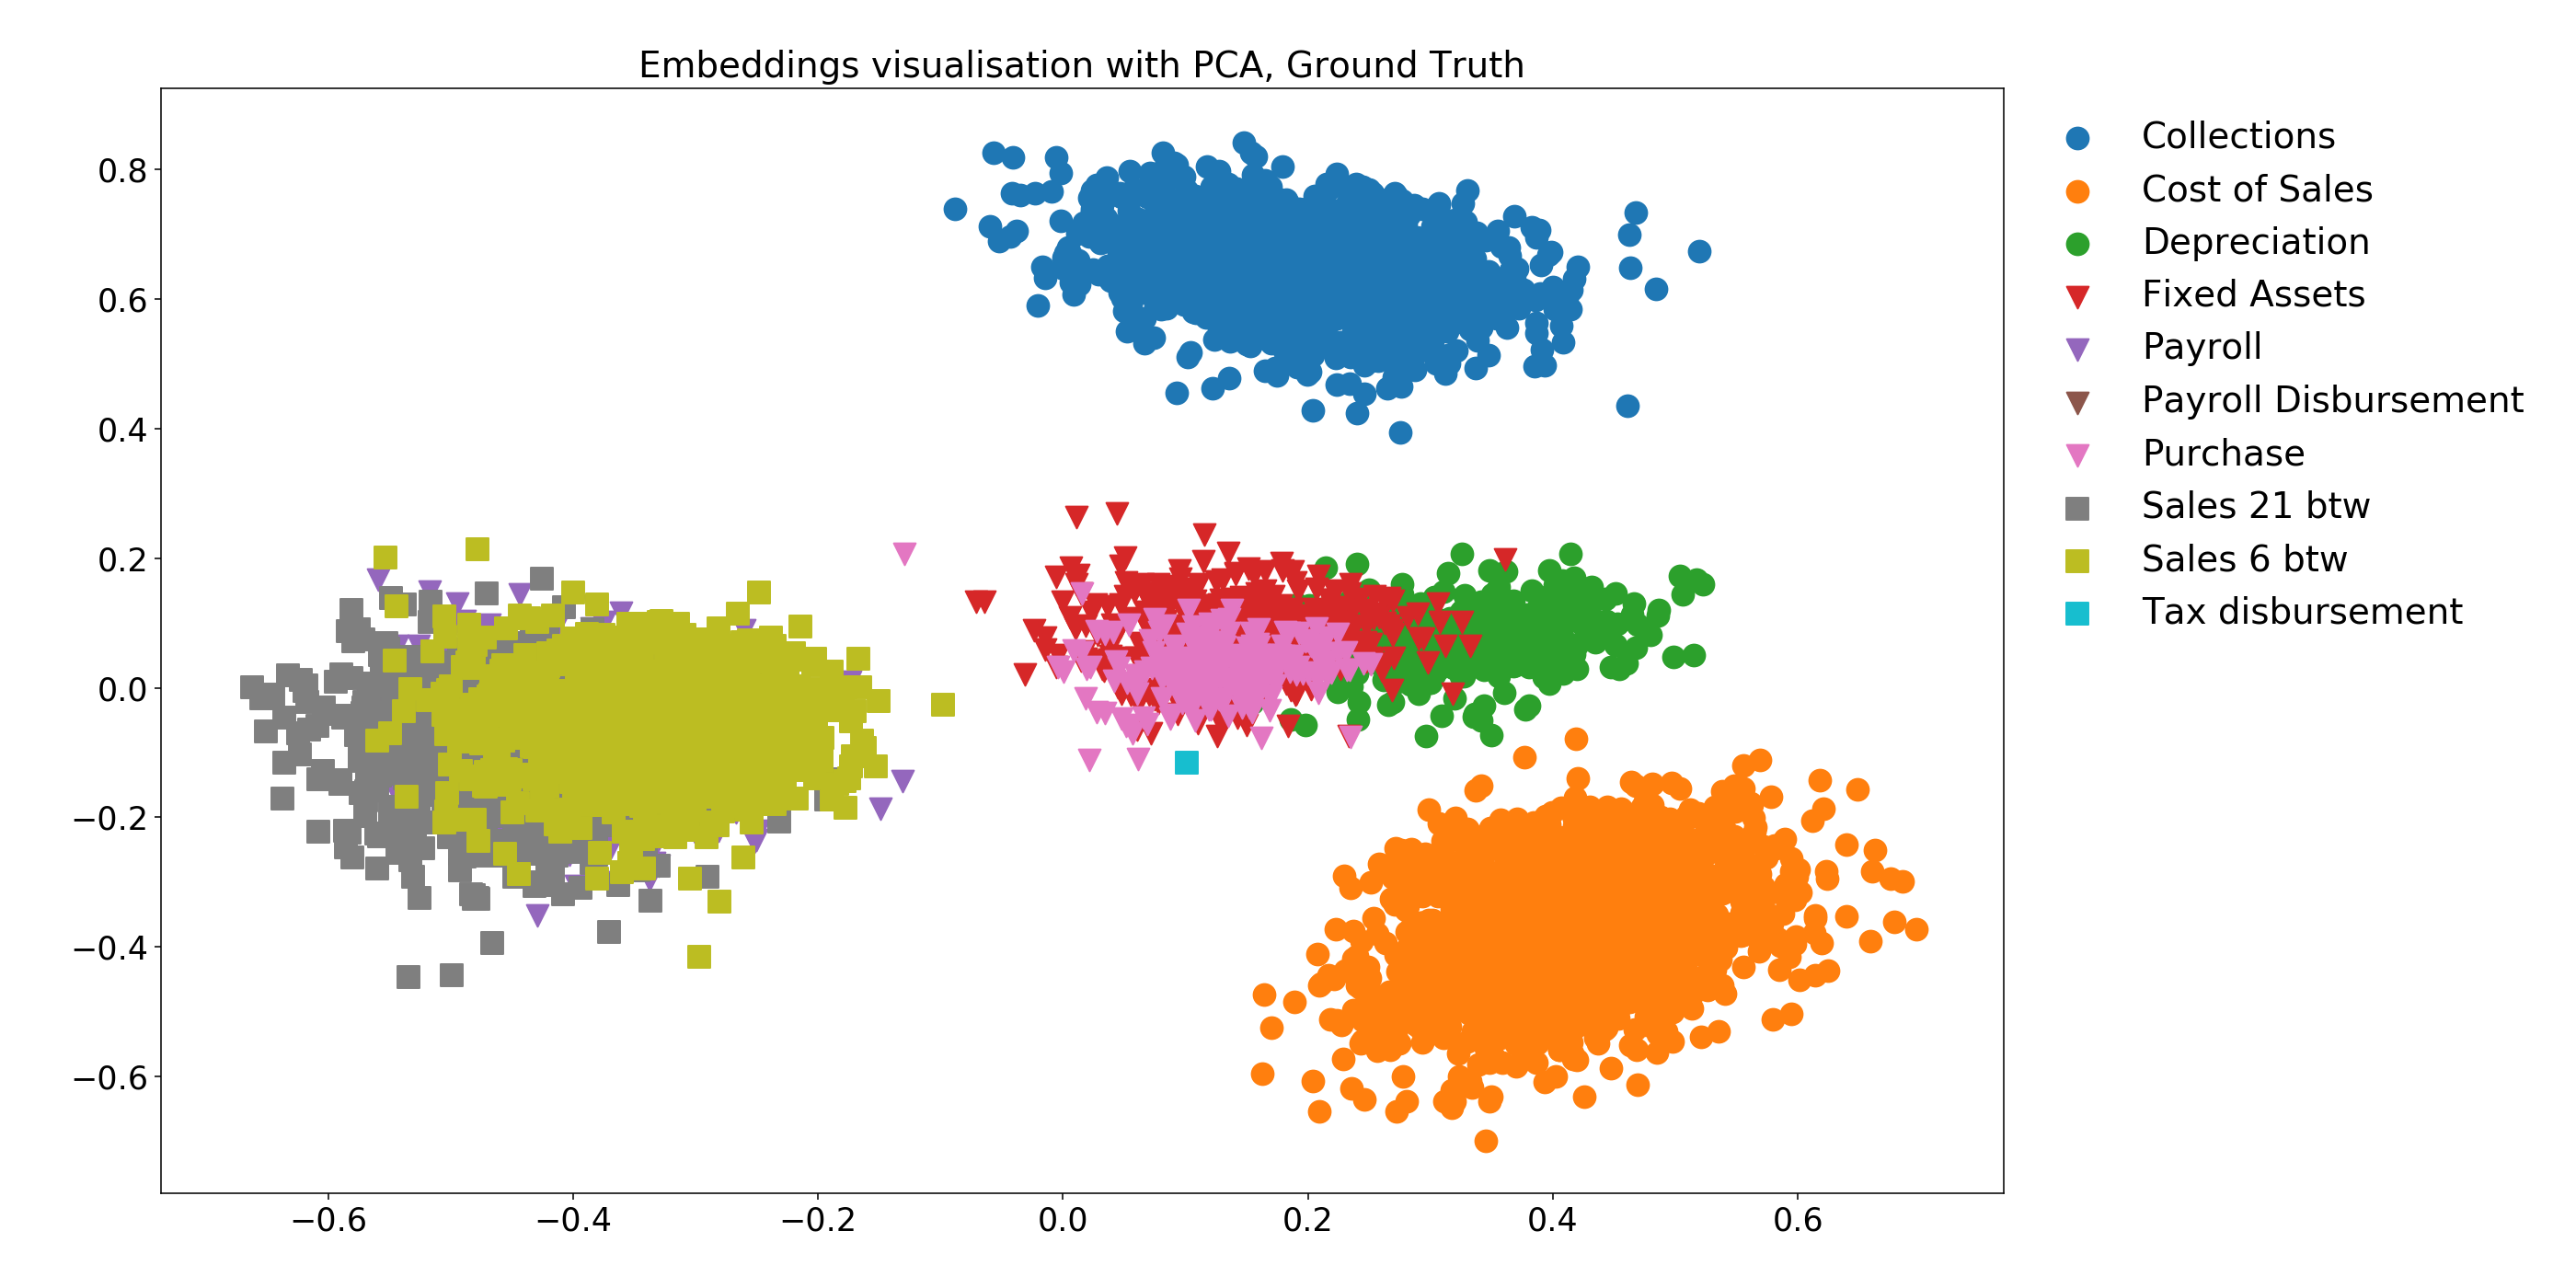 Embeddings visualisation with PCA, Ground Truth
0.8
0.6
0.4
0.2
0.0
−0.2
−0.4
−0.6
−0.6 −0.4 −0.2 0.0 0.2 0.4 0.6
Collections
Cost of Sales
Depreciation
Fixed Assets
Payroll
Payroll Disbursement
Purchase
Sales 21 btw
Sales 6 btw
Tax disbursement